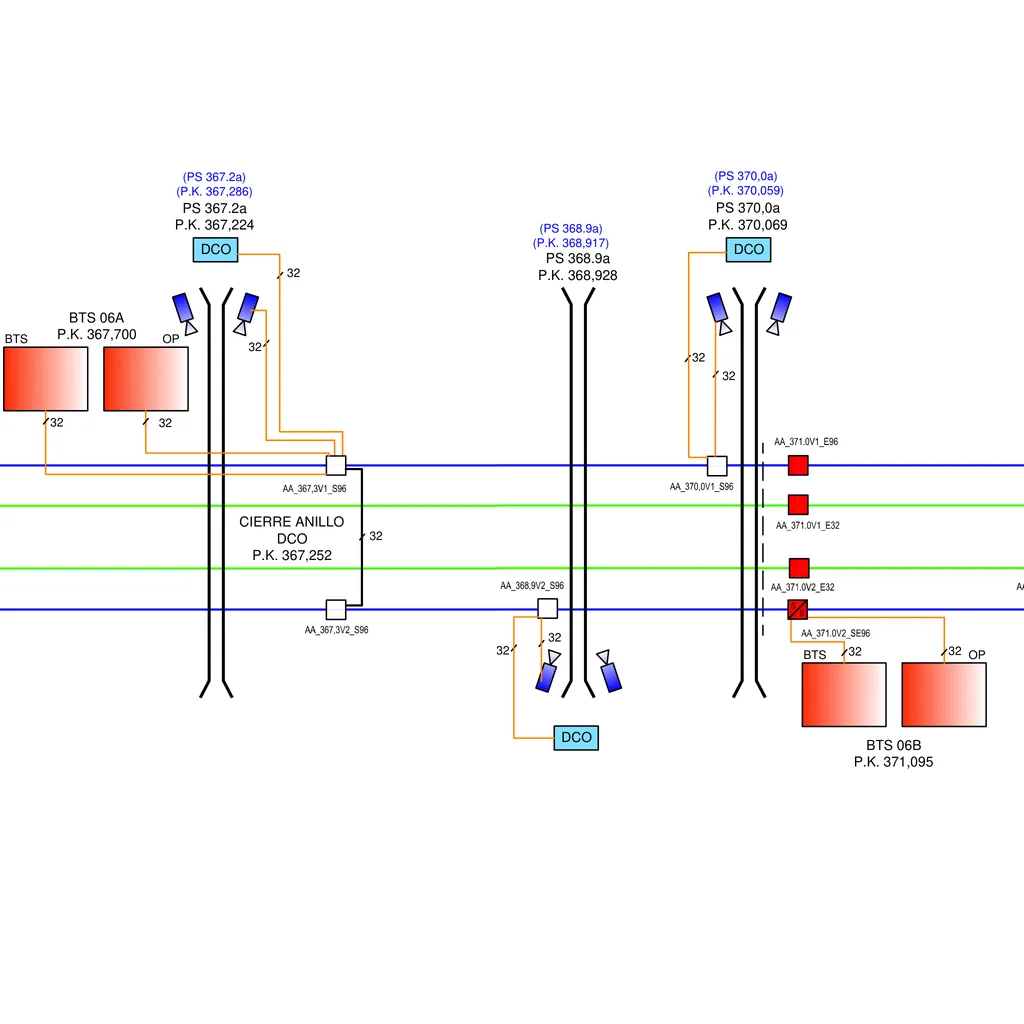 (PS 367.2a)
(P.K. 367,286)
PS 367.2a
P.K. 367,224
DCO
32
32
BTS 06A
P.K. 367,700
BTS
OP
32
32
AA_367,3V1_S96
CIERRE ANILLO
DCO
P.K. 367,252
32
AA_367,3V2_S96
(PS 368.9a)
(P.K. 368,917)
PS 368.9a
P.K. 368,928
AA_368,9V2_S96
32
32
DCO
(PS 370,0a)
(P.K. 370,059)
PS 370,0a
P.K. 370,069
DCO
32
32
AA_370,0V1_S96
AA_371.0V1_E96
AA_371.0V1_E32
AA_371.0V2_E32
S
E
AA_371.0V2_SE96
BTS
32
32
OP
BTS 06B
P.K. 371,095